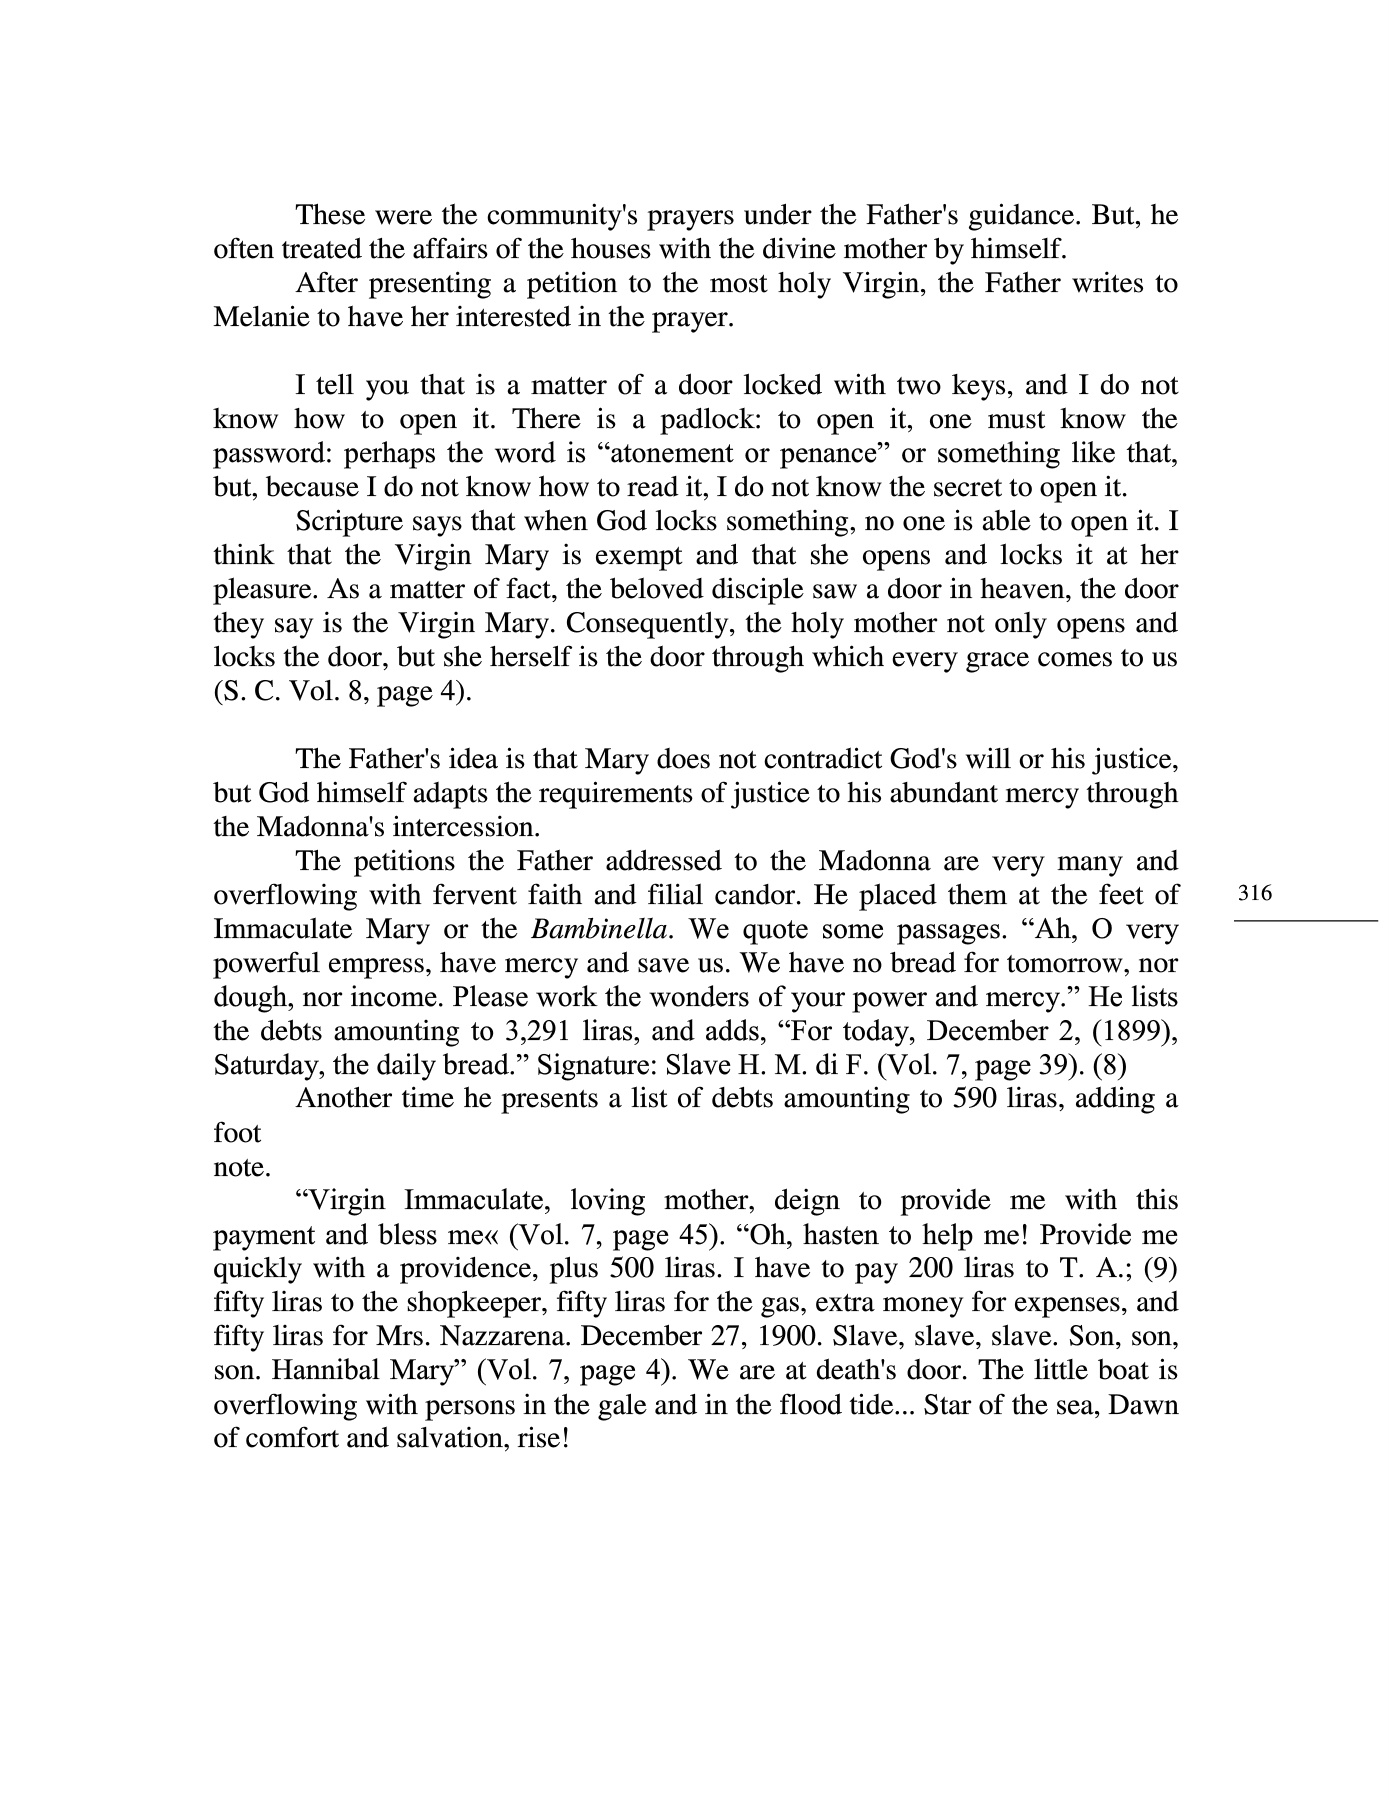 These were the community's prayers under the Father's guidance. But, he
often treated the affairs of the houses with the divine mother by himself.
After presenting a petition to the most holy Virgin, the Father writes to
Melanie to have her interested in the prayer.
I tell you that is a matter of a door locked with two keys, and I do not
know how to open it. There is a padlock: to open it, one must know the
password: perhaps the word is “atonement or penance” or something like that,
but, because I do not know how to read it, I do not know the secret to open it.
Scripture says that when God locks something, no one is able to open it. I
think that the Virgin Mary is exempt and that she opens and locks it at her
pleasure. As a matter of fact, the beloved disciple saw a door in heaven, the door
they say is the Virgin Mary. Consequently, the holy mother not only opens and
locks the door, but she herself is the door through which every grace comes to us
(S. C. Vol. 8, page 4).
The Father's idea is that Mary does not contradict God's will or his justice,
but God himself adapts the requirements of justice to his abundant mercy through
the Madonna's intercession.
The petitions the Father addressed to the Madonna are very many and
overflowing with fervent faith and filial candor. He placed them at the feet of
Immaculate Mary or the Bambinella. We quote some passages. “Ah, O very
powerful empress, have mercy and save us. We have no bread for tomorrow, nor
dough, nor income. Please work the wonders of your power and mercy.” He lists
the debts amounting to 3,291 liras, and adds, “For today, December 2, (1899),
Saturday, the daily bread.” Signature: Slave H. M. di F. (Vol. 7, page 39). (8)
Another time he presents a list of debts amounting to 590 liras, adding a
foot
note.
“Virgin Immaculate, loving mother, deign to provide me with this
payment and bless me« (Vol. 7, page 45). “Oh, hasten to help me! Provide me
quickly with a providence, plus 500 liras. I have to pay 200 liras to T. A.; (9)
fifty liras to the shopkeeper, fifty liras for the gas, extra money for expenses, and
fifty liras for Mrs. Nazzarena. December 27, 1900. Slave, slave, slave. Son, son,
son. Hannibal Mary” (Vol. 7, page 4). We are at death's door. The little boat is
overflowing with persons in the gale and in the flood tide... Star of the sea, Dawn
of comfort and salvation, rise!
316